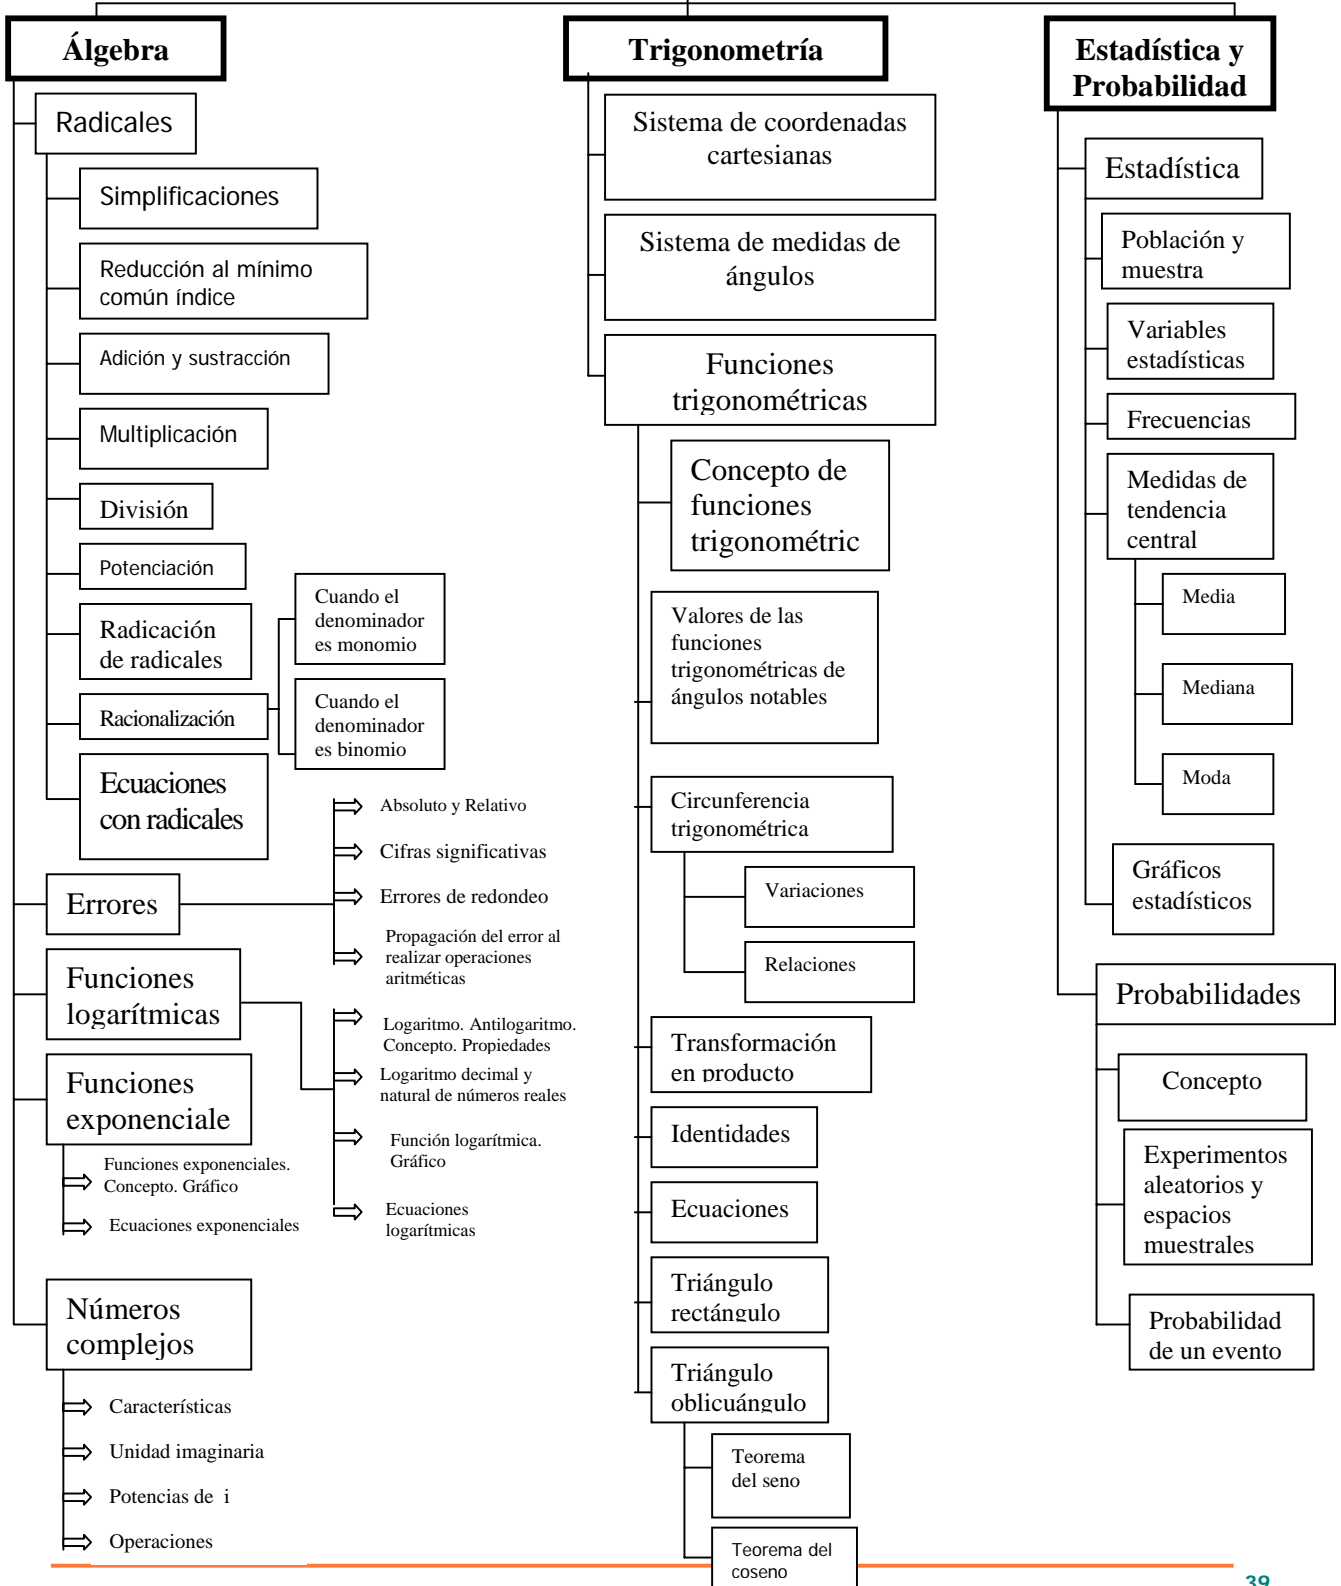 Álgebra
Radicales
Simplificaciones
Reducción al mínimo
común índice
Adición y sustracción
Multiplicación
División
Potenciación
Radicación
de radicales
Racionalización
Cuando el
denominador
es monomio
Cuando el
denominador
es binomio
Ecuaciones
con radicales
Errores
Absoluto y Relativo
Cifras significativas
Errores de redondeo
Propagación del error al
realizar operaciones
aritméticas
Funciones
logarítmicas
Logaritmo. Antilogaritmo.
Concepto. Propiedades
Logaritmo decimal y
natural de números reales
Función logarítmica.
Gráfico
Ecuaciones
logarítmicas
Funciones
exponenciale
Funciones exponenciales.
Concepto. Gráfico
Ecuaciones exponenciales
Números
complejos
Características
Unidad imaginaria
Potencias de i
Operaciones
Trigonometría
Sistema de coordenadas
cartesianas
Sistema de medidas de
ángulos
Funciones
trigonométricas
Concepto de
funciones
trigonométric
Valores de las
funciones
trigonométricas de
ángulos notables
Circunferencia
trigonométrica
Variaciones
Relaciones
Transformación
en producto
Identidades
Ecuaciones
Triángulo
rectángulo
Triángulo
oblicuángulo
Teorema
del seno
Teorema del
coseno
Estadística y
Probabilidad
Estadística
Población y
muestra
Variables
estadísticas
Frecuencias
Medidas de
tendencia
central
Media
Mediana
Moda
Gráficos
estadísticos
Probabilidades
Concepto
Experimentos
aleatorios y
espacios
muestrales
Probabilidad
de un evento
39